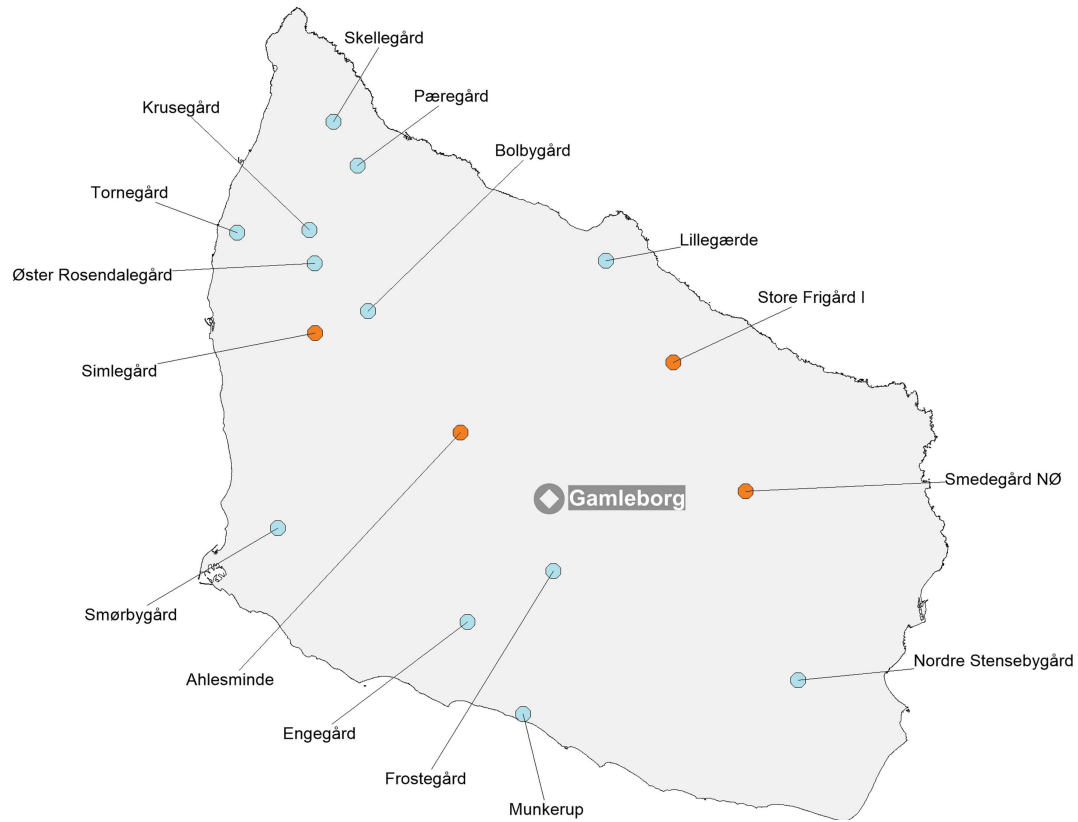 Skellegård
Pæregård
Krusegård
Bolbygård
Tornegård
Lillegærde
Øster Rosendalegård
Store Frigård I
Simlegård
Smedegård NØ
Gamleborg
Smørbygård
Nordre Stensebygård
Ahlesminde
Engegård
Frostegård
Munkerup